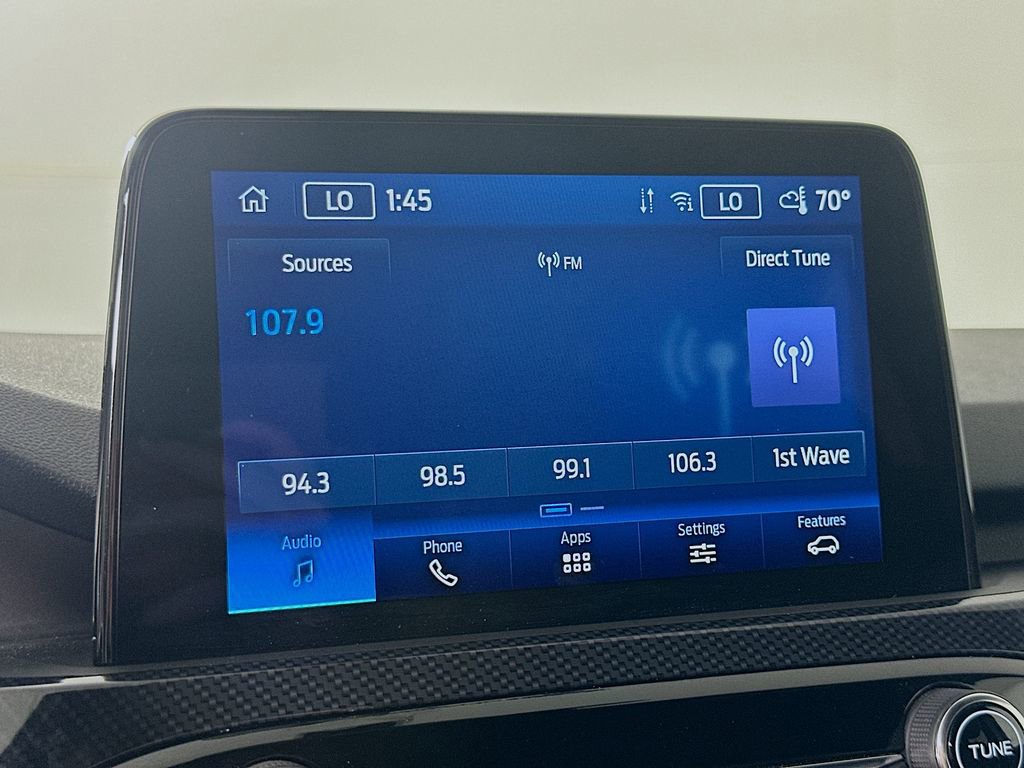 LO 1:45 LO 70°
Sources FM Direct Tune
107.9
94.3 98.5 99.1 106.3 1st Wave
Audio Phone Apps Settings Features
TUNE